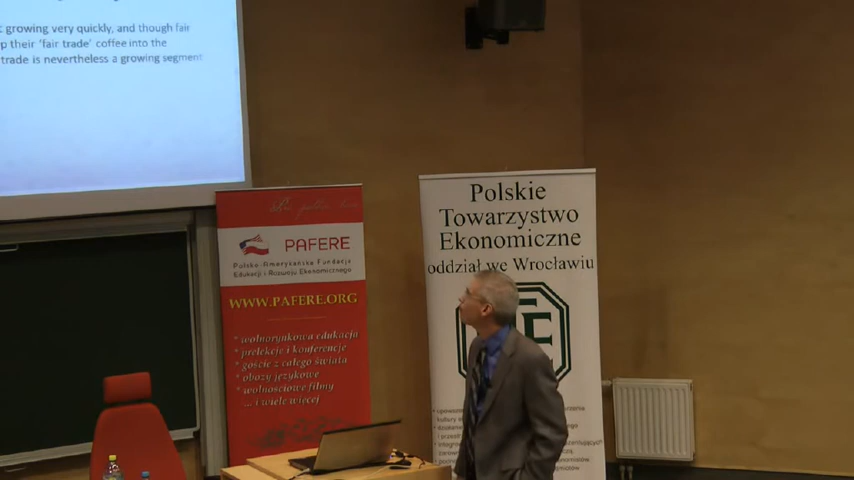 growing very quickly, and though fair
p their 'fair trade' coffee into the
trade is nevertheless a growing segment
PAFERE
Polsko-Amerykańska Fundacja
Edukacji i Rozwoju Ekonomicznego
WWW.PAFERE.ORG
* wolnorynkowa edukacja
* prelekcje i konferencje
* goście z całego świata
* obozy językowe
* wolnościowe filmy
... i wiele więcej
Polskie
Towarzystwo
Ekonomiczne
oddział we Wrocławiu
E